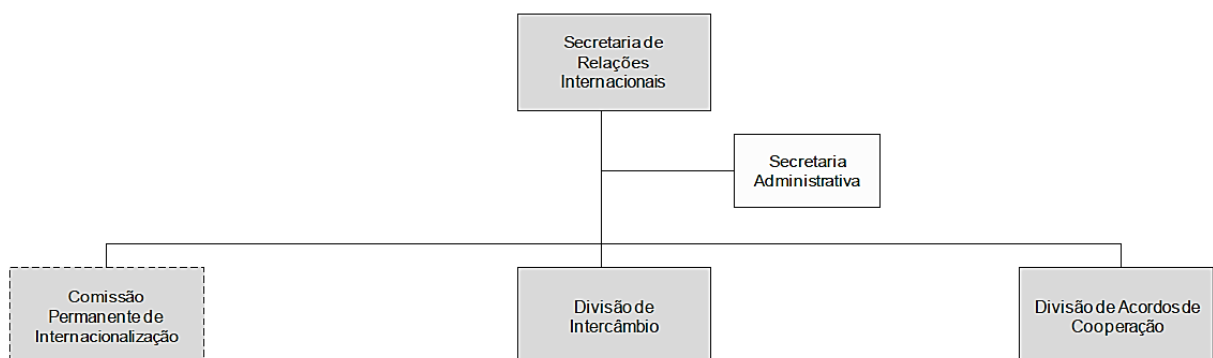 Secretaria de
Relações
Internacionais
Secretaria
Administrativa
Comissão
Permanente de
Internacionalização
Divisão de
Intercâmbio
Divisão de Acordos de
Cooperação